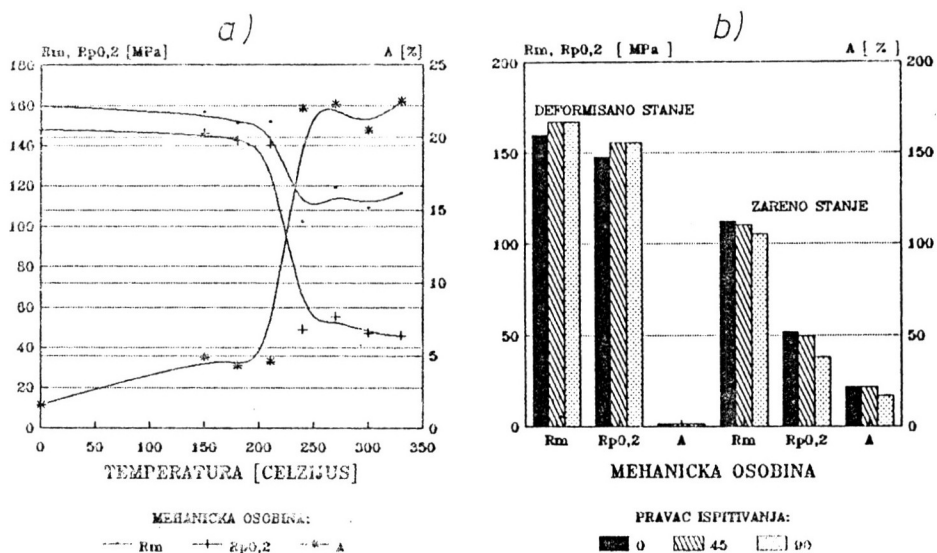 a)
Rm, Rp0,2 [MPa] A [%]
180
160
140
120
100
80
60
40
20
0
25
20
15
10
5
0
0 50 100 150 200 250 300 350
TEMPERATURA [CELZIJUS]
MEHANICKA OSOBINA:
Rm Rp0,2 A
b)
Rm, Rp0,2 [ MPa ] A [ % ]
200
150
100
50
0
200
150
100
50
0
DEFORMISANO STANJE
ZARENO STANJE
Rm Rp0,2 A Rm Rp0,2 A
MEHANICKA OSOBINA
PRAVAC ISPITIVANJA:
0 45 90